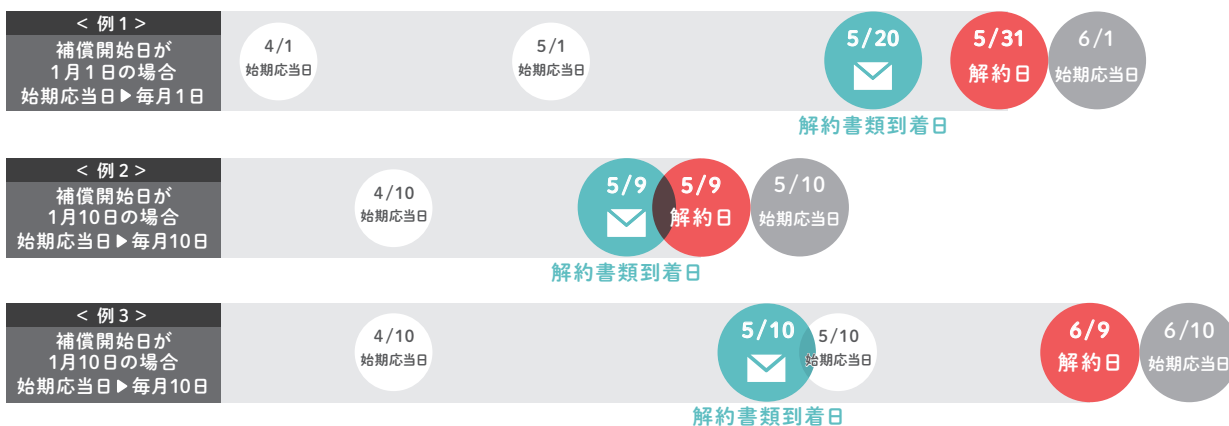 < 例1 >
補償開始日が
1月1日の場合
始期応当日▶毎月1日
4/1
始期応当日
5/1
始期応当日
5/20
解約書類到着日
5/31
解約日
6/1
始期応当日
< 例2 >
補償開始日が
1月10日の場合
始期応当日▶毎月10日
4/10
始期応当日
5/9
解約書類到着日
5/9
解約日
5/10
始期応当日
< 例3 >
補償開始日が
1月10日の場合
始期応当日▶毎月10日
4/10
始期応当日
5/10
解約書類到着日
5/10
始期応当日
6/9
解約日
6/10
始期応当日